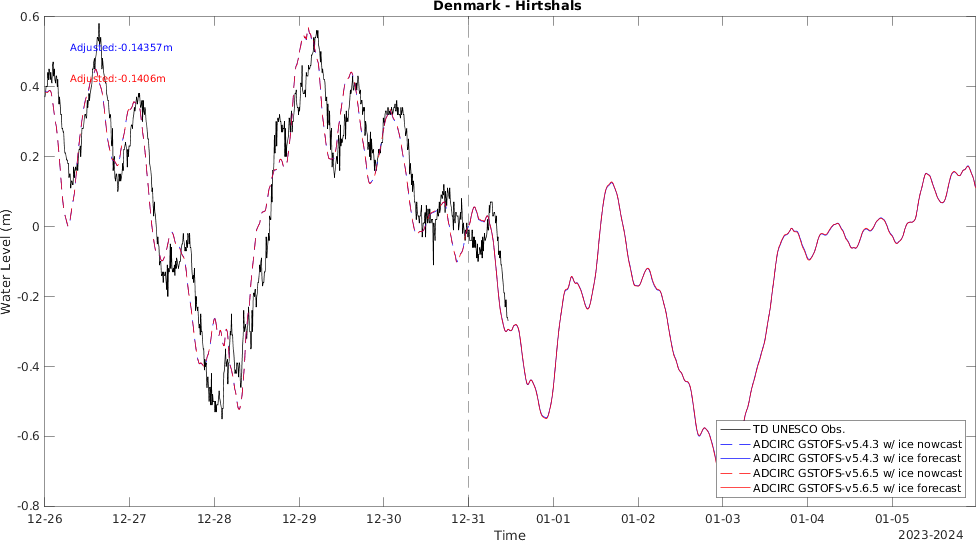 Denmark - Hirtshals
0.6
Adjusted:-0.14357m
Adjusted:-0.1406m
0.4
0.2
0
-0.2
-0.4
-0.6
-0.8
Water Level (m)
TD UNESCO Obs.
ADCIRC GSTOFS-v5.4.3 w/ ice nowcast
ADCIRC GSTOFS-v5.4.3 w/ ice forecast
ADCIRC GSTOFS-v5.6.5 w/ ice nowcast
ADCIRC GSTOFS-v5.6.5 w/ ice forecast
12-26 12-27 12-28 12-29 12-30 12-31 01-01 01-02 01-03 01-04 01-05
Time
2023-2024